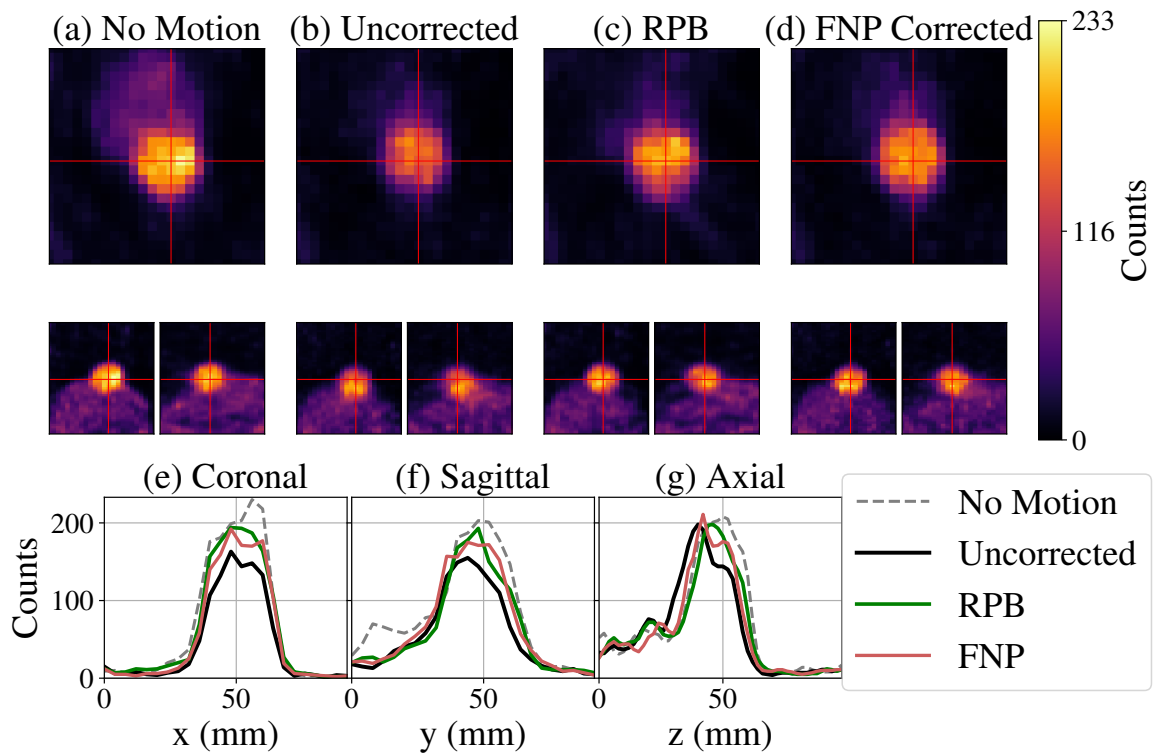 (a) No Motion
(b) Uncorrected
(c) RPB
(d) FNP Corrected
233
116
0
Counts
(e) Coronal
(f) Sagittal
(g) Axial
200
100
0
Counts
0
50
0
50
0
50
x (mm)
y (mm)
z (mm)
No Motion
Uncorrected
RPB
FNP